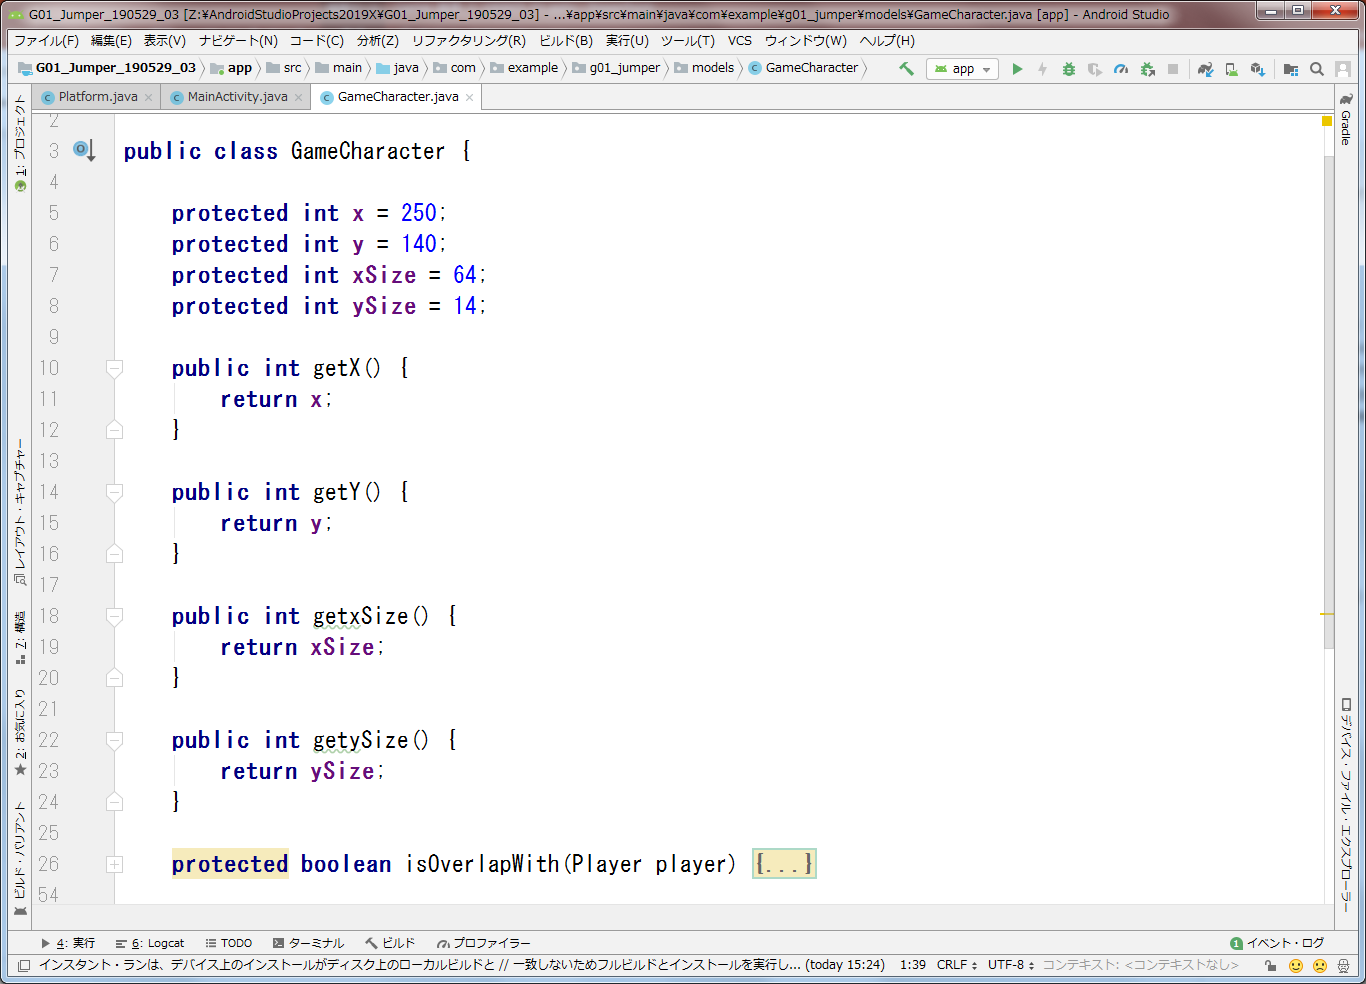 G01_Jumper_190529_03 [Z:¥AndroidStudioProjects2019X¥G01_Jumper_190529_03] - ...¥app¥src¥main¥java¥com¥example¥g01_jumper¥models¥GameCharacter.java [app] - Android Studio
ファイル(F) 編集(E) 表示(V) ナビゲート(N) コード(C) 分析(Z) リファクタリング(R) ビルド(B) 実行(U) ツール(T) VCS ウィンドウ(W) ヘルプ(H)
G01_Jumper_190529_03 app src main java com example g01_jumper models GameCharacter app
Platform.java MainActivity.java GameCharacter.java
1: プロジェクト
レイアウト・キャプチャー
Z: 構造
2: お気に入り
ビルド・バリアント
2
3 public class GameCharacter {
4
5 protected int x = 250;
6 protected int y = 140;
7 protected int xSize = 64;
8 protected int ySize = 14;
9
10 public int getX() {
11 return x;
12 }
13
14 public int getY() {
15 return y;
16 }
17
18 public int getxSize() {
19 return xSize;
20 }
21
22 public int getySize() {
23 return ySize;
24 }
25
26 protected boolean isOverlapWith(Player player) {...}
54
Gradle
デバイス・ファイル・エクスプローラー
4: 実行 6: Logcat TODO ターミナル ビルド プロファイラー 1 イベント・ログ
インスタント・ランは、デバイス上のインストールがディスク上のローカルビルドと // 一致しないためフルビルドとインストールを実行し... (today 15:24) 1:39 CRLF UTF-8 コンテキスト: <コンテキストなし>